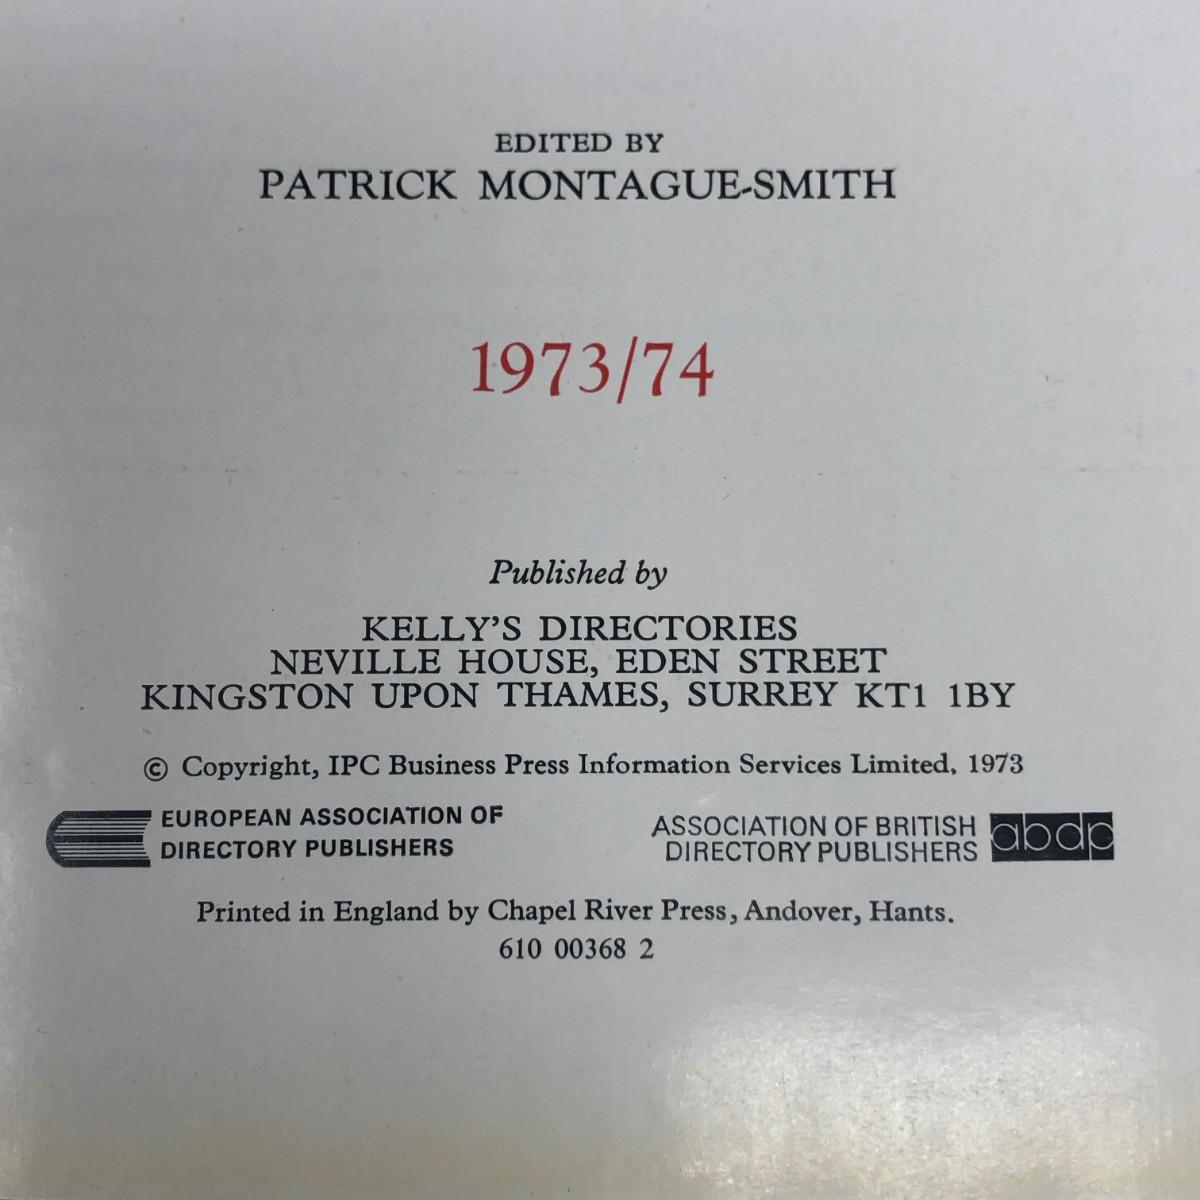 EDITED BY
PATRICK MONTAGUE-SMITH
1973/74
Published by
KELLY'S DIRECTORIES
NEVILLE HOUSE, EDEN STREET
KINGSTON UPON THAMES, SURREY KT1 1BY
© Copyright, IPC Business Press Information Services Limited, 1973
EUROPEAN ASSOCIATION OF
DIRECTORY PUBLISHERS
ASSOCIATION OF BRITISH
DIRECTORY PUBLISHERS
abdp
Printed in England by Chapel River Press, Andover, Hants.
610 00368 2